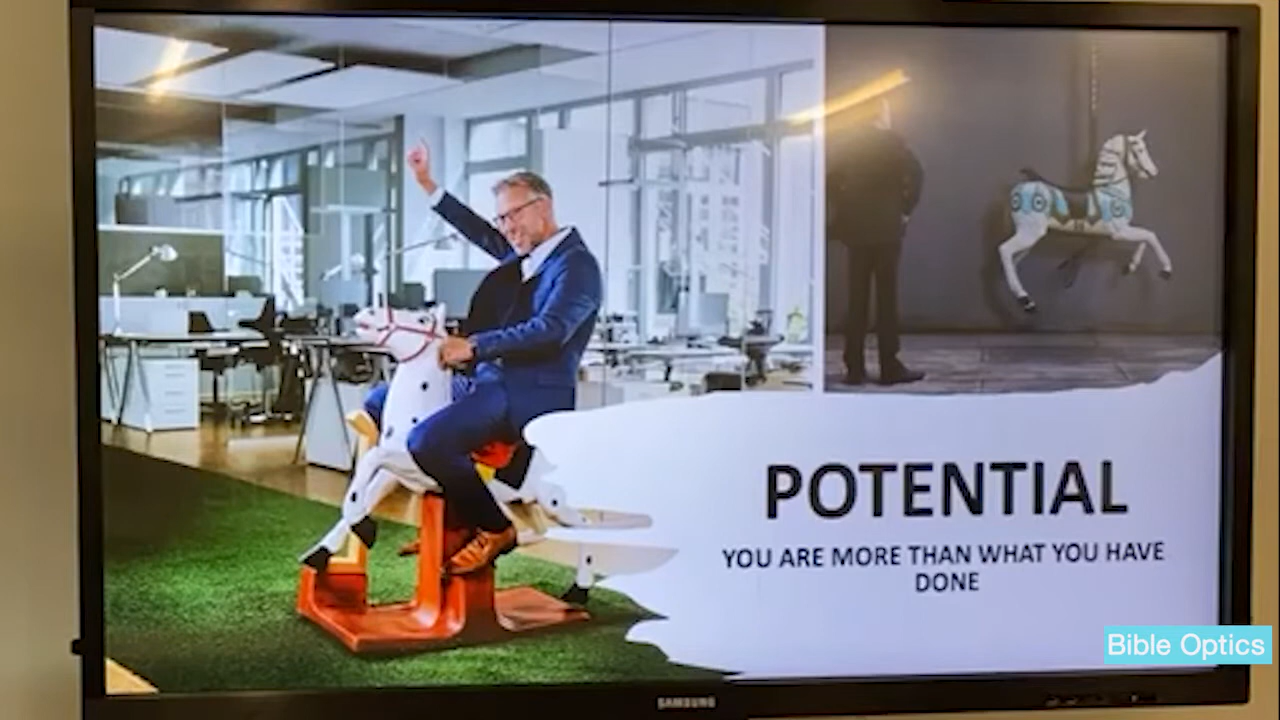 POTENTIAL
YOU ARE MORE THAN WHAT YOU HAVE
DONE
Bible Optics
SAMSUNG